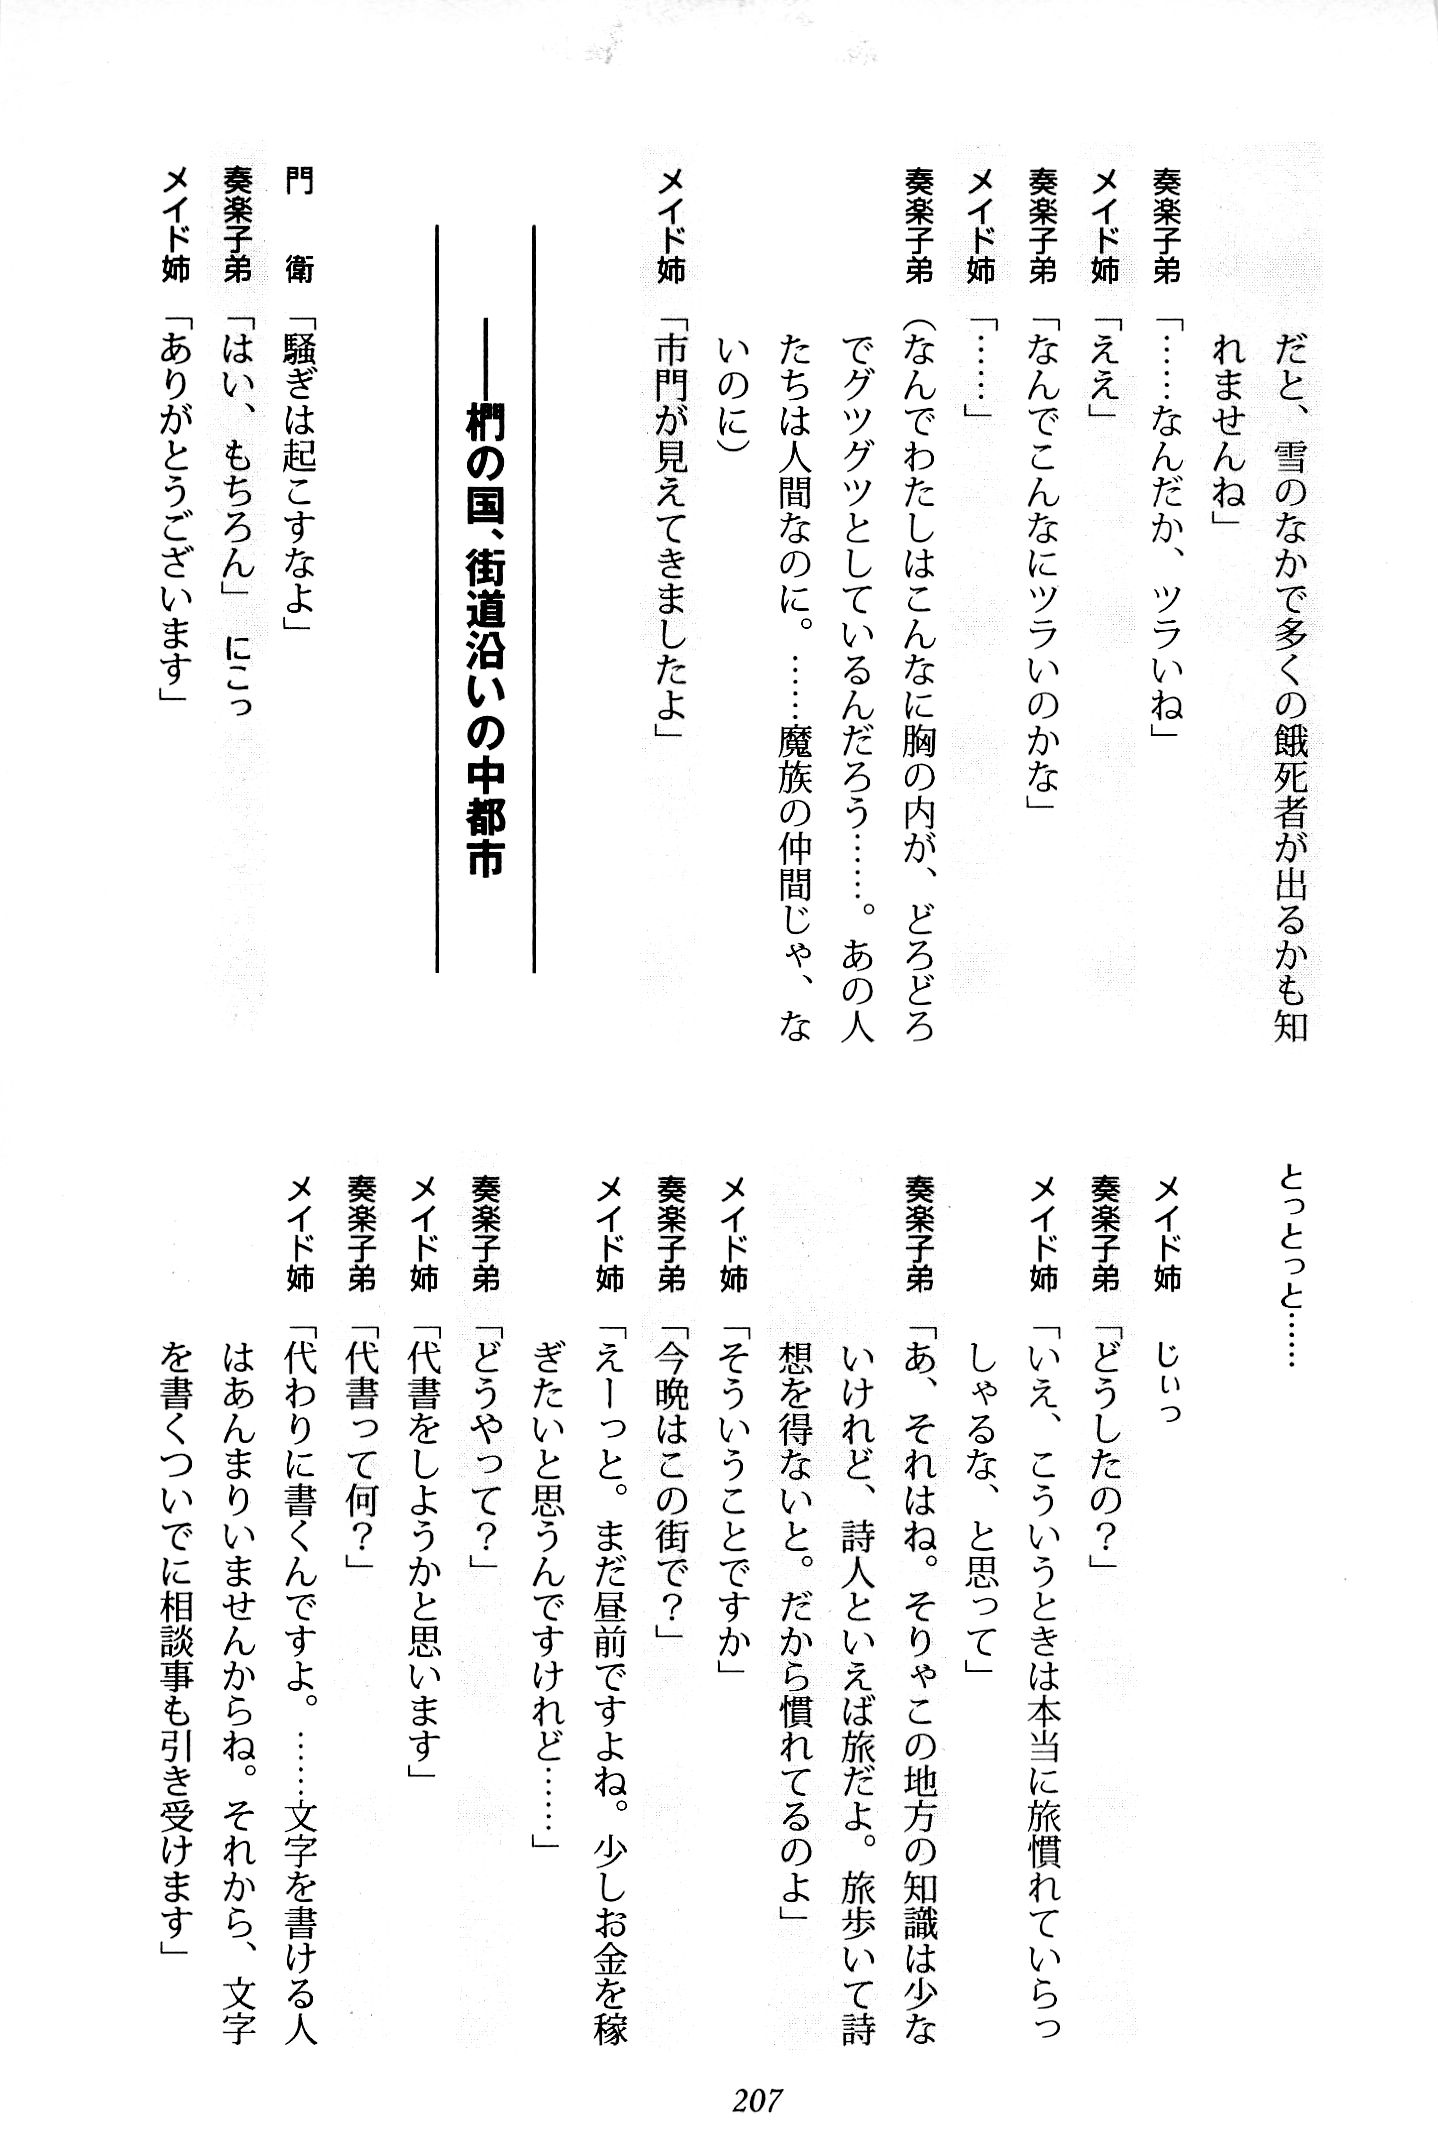 だと、雪のなかで多くの餓死者が出るかも知
れませんね」
奏楽子弟「……なんだか、ツラいね」
メイド姉「ええ」
奏楽子弟「なんでこんなにツラいのかな」
メイド姉「……」
奏楽子弟（なんでわたしはこんなに胸の内が、どろどろ
でグツグツとしているんだろう……。あの人
たちは人間なのに。……魔族の仲間じゃ、な
いのに）
メイド姉「市門が見えてきましたよ」
――椚の国、街道沿いの中都市
門　衛「騒ぎは起こすなよ」
奏楽子弟「はい、もちろん」にこっ
メイド姉「ありがとうございます」
とっとっと……
メイド姉　じぃっ
奏楽子弟「どうしたの？」
メイド姉「いえ、こういうときは本当に旅慣れていらっ
しゃるな、と思って」
奏楽子弟「あ、それはね。そりゃこの地方の知識は少な
いけれど、詩人といえば旅だよ。旅歩いて詩
想を得ないと。だから慣れてるのよ」
メイド姉「そういうことですか」
奏楽子弟「今晩はこの街で？」
メイド姉「えーっと。まだ昼前ですよね。少しお金を稼
ぎたいと思うんですけれど……」
奏楽子弟「どうやって？」
メイド姉「代書をしようかと思います」
奏楽子弟「代書って何？」
メイド姉「代わりに書くんですよ。……文字を書ける人
はあんまりいませんからね。それから、文字
を書くついでに相談事も引き受けます」
207